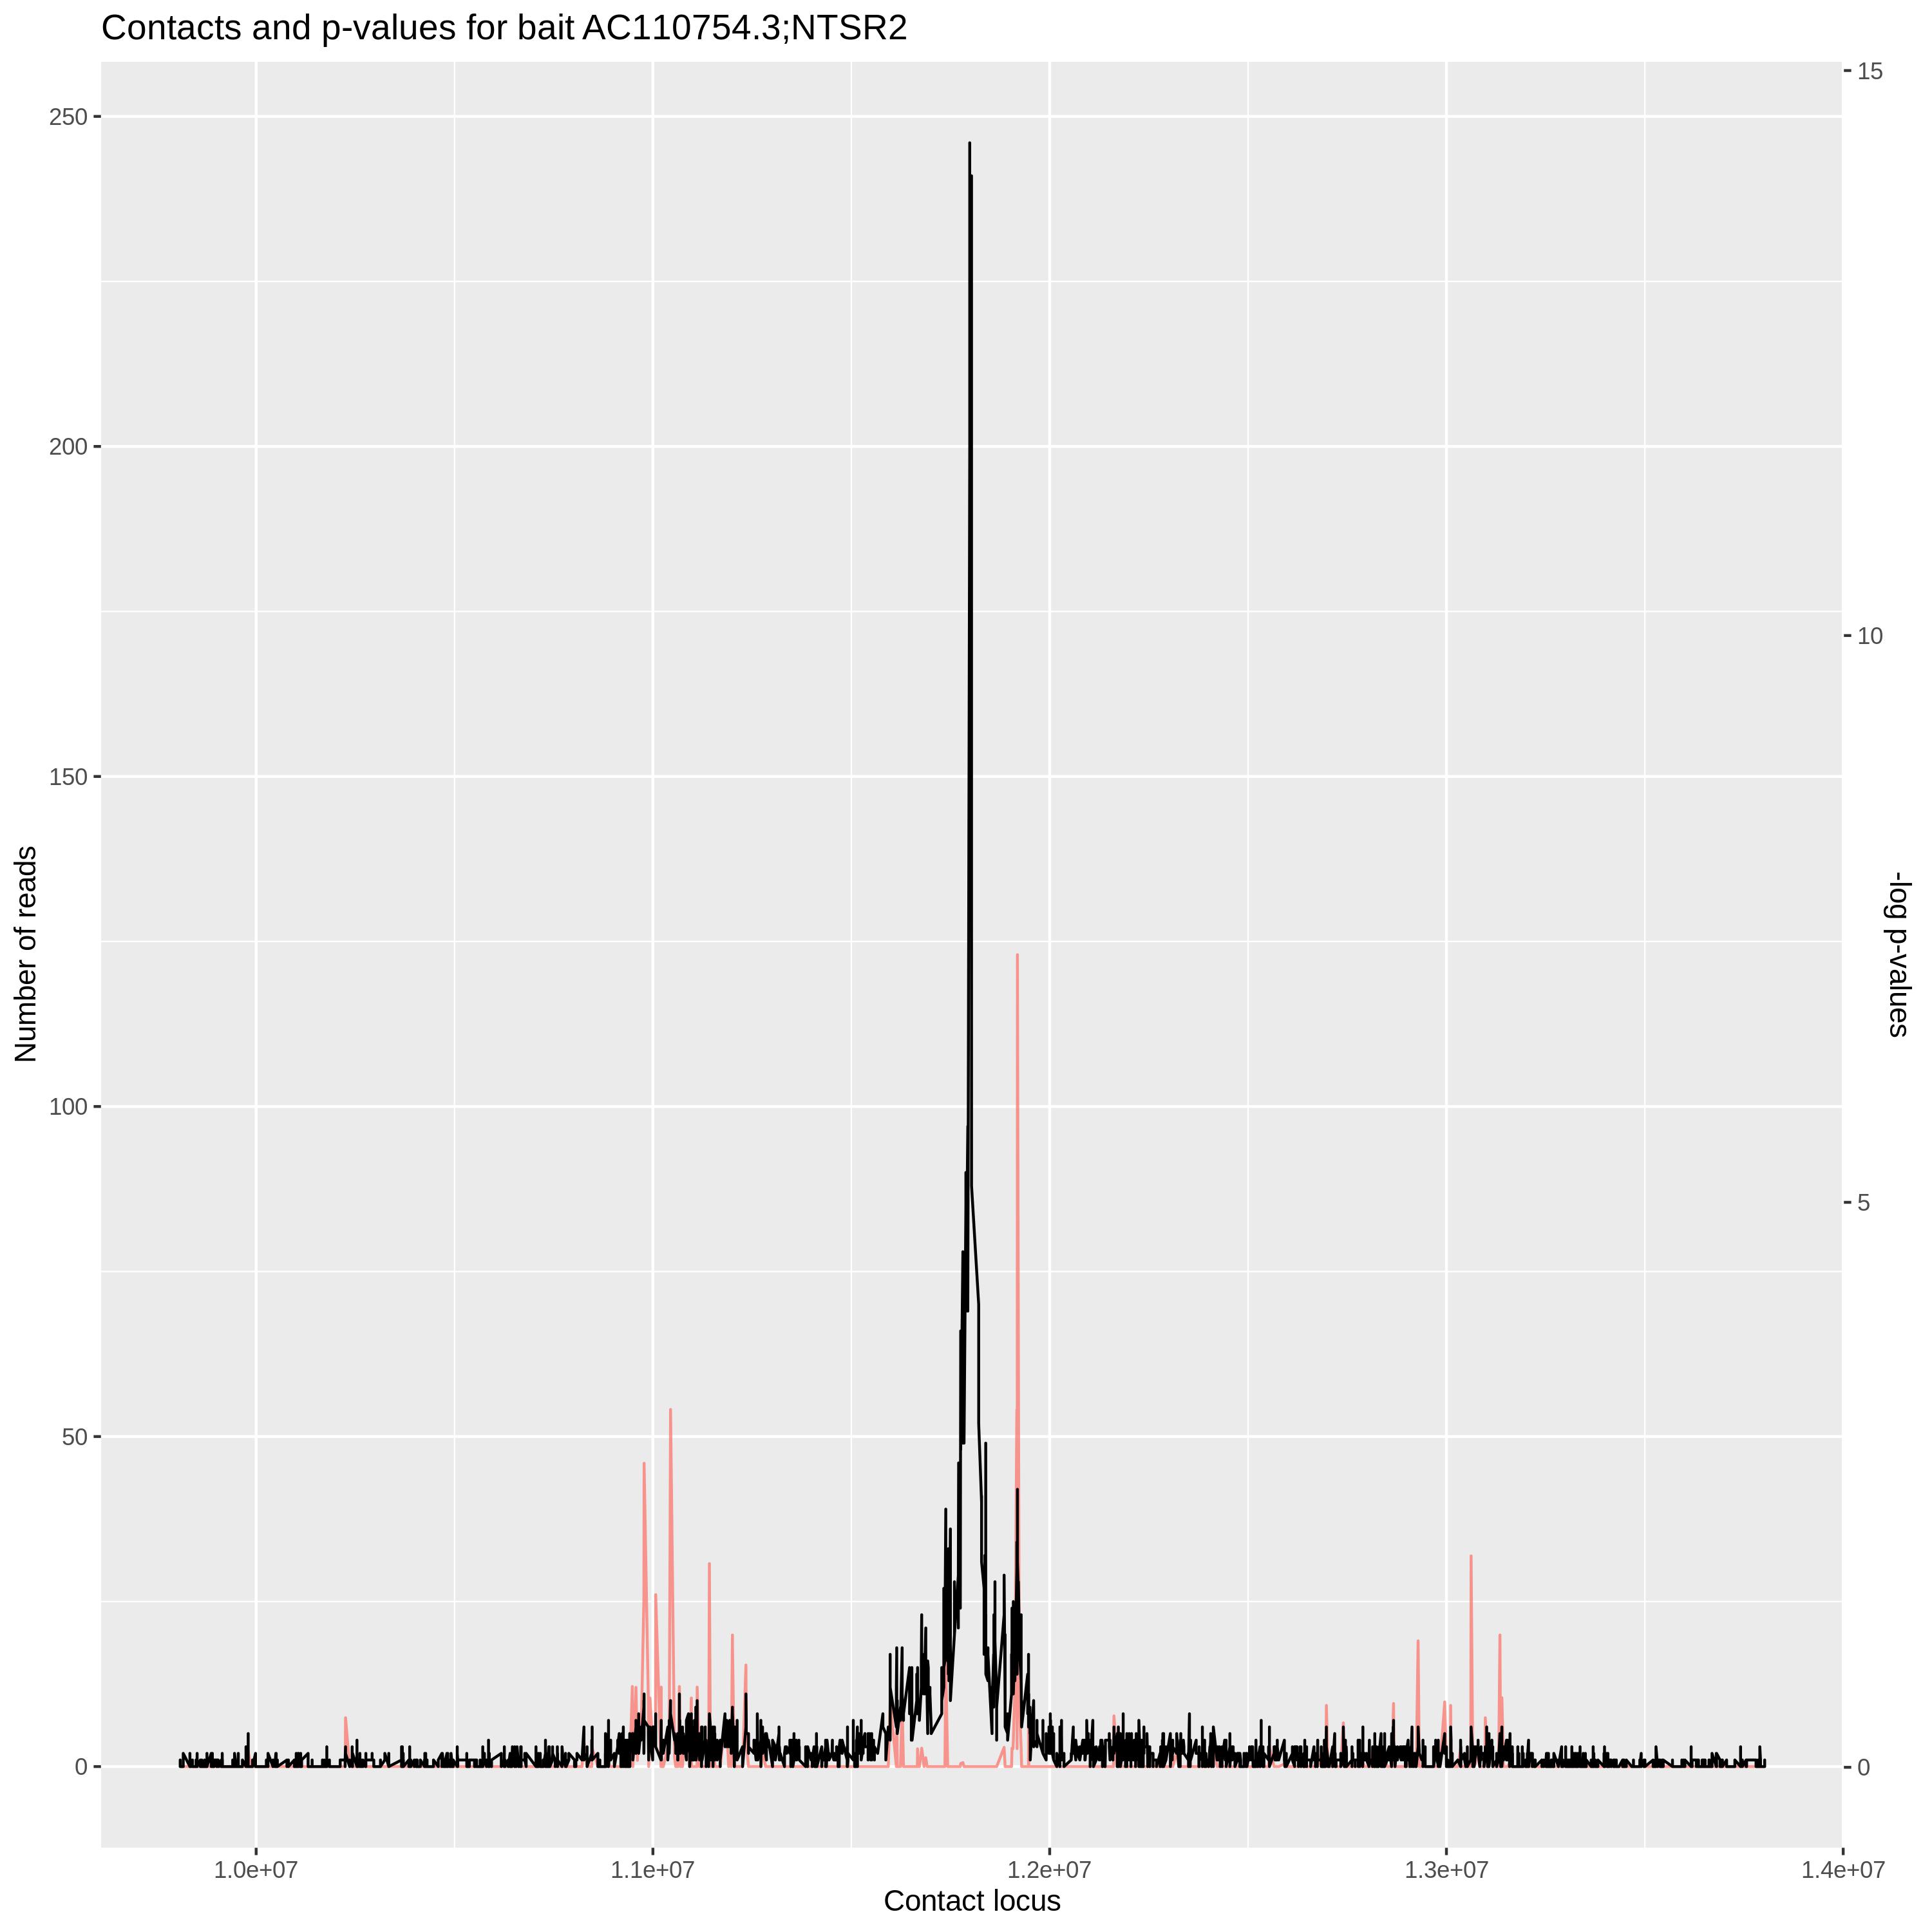 Contacts and p-values for bait AC110754.3;NTSR2
250
200
150
100
50
0
Number of reads
15
10
5
0
-log p-values
1.0e+07
1.1e+07
1.2e+07
1.3e+07
1.4e+07
Contact locus